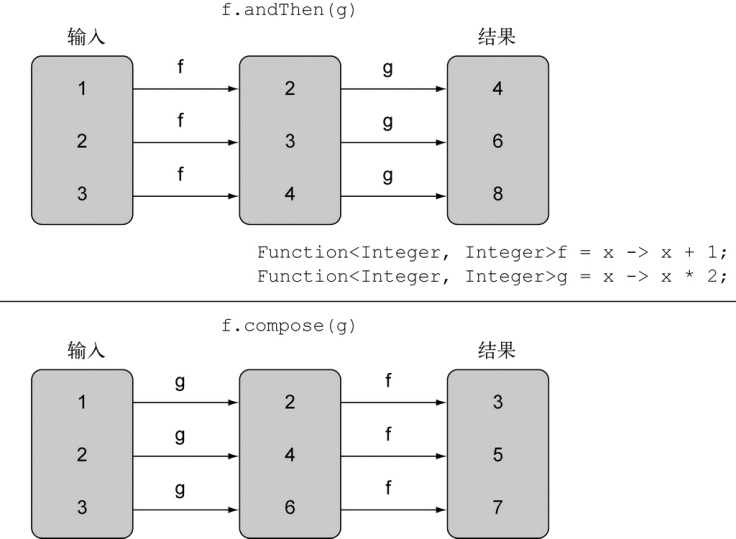 f.andThen(g)
输入 结果
f g
1 2 4
f g
2 3 6
f g
3 4 8
Function<Integer, Integer>f = x -> x + 1;
Function<Integer, Integer>g = x -> x * 2;
f.compose(g)
输入 结果
g f
1 2 3
g f
2 4 5
g f
3 6 7